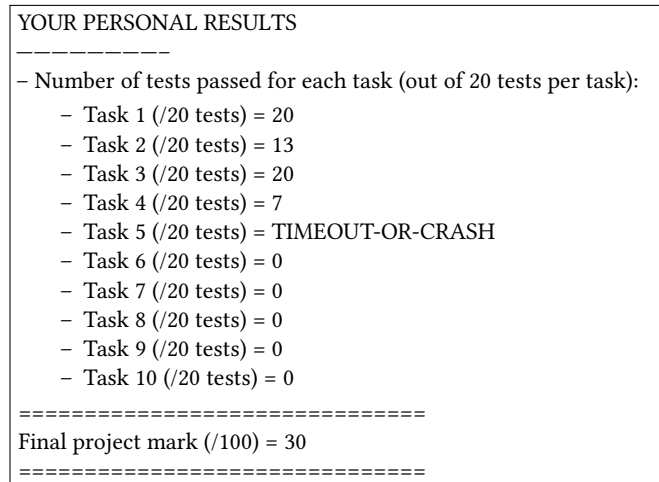 YOUR PERSONAL RESULTS
————————–
– Number of tests passed for each task (out of 20 tests per task):
– Task 1 (/20 tests) = 20
– Task 2 (/20 tests) = 13
– Task 3 (/20 tests) = 20
– Task 4 (/20 tests) = 7
– Task 5 (/20 tests) = TIMEOUT-OR-CRASH
– Task 6 (/20 tests) = 0
– Task 7 (/20 tests) = 0
– Task 8 (/20 tests) = 0
– Task 9 (/20 tests) = 0
– Task 10 (/20 tests) = 0
===============================
Final project mark (/100) = 30
===============================